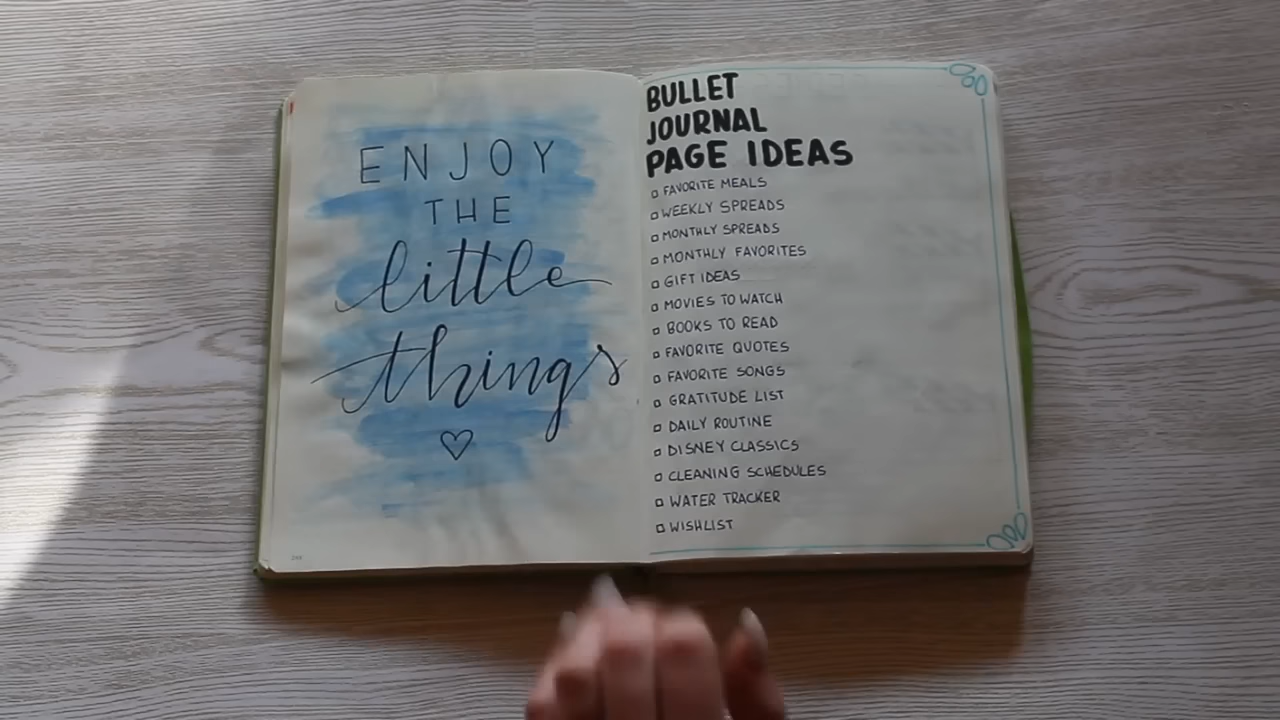 ENJOY
THE
little
things
BULLET
JOURNAL
PAGE IDEAS
FAVORITE MEALS
WEEKLY SPREADS
MONTHLY SPREADS
MONTHLY FAVORITES
GIFT IDEAS
MOVIES TO WATCH
BOOKS TO READ
FAVORITE QUOTES
FAVORITE SONGS
GRATITUDE LIST
DAILY ROUTINE
DISNEY CLASSICS
CLEANING SCHEDULES
WATER TRACKER
WISHLIST